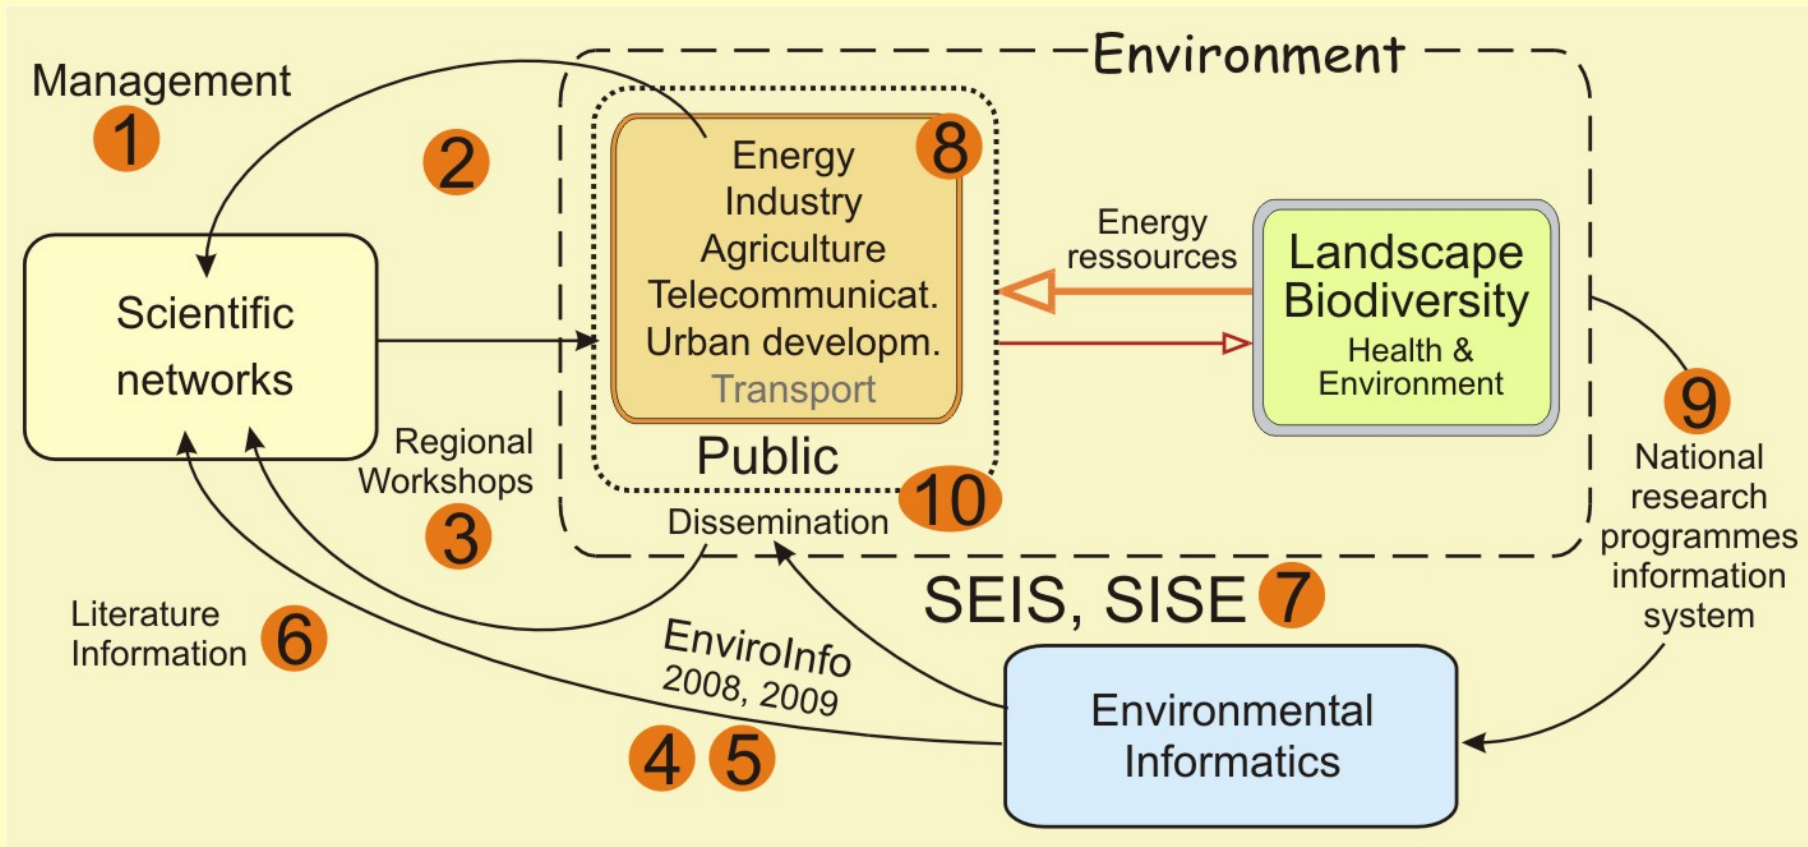 Environment
Management
1
2
8
Energy
Industry
Agriculture
Telecommunicat.
Urban developm.
Transport
Public
10
Dissemination
Energy
ressources
Landscape
Biodiversity
Health &
Environment
Scientific
networks
Regional
Workshops
3
9
National
research
programmes
information
system
SEIS, SISE 7
Literature
Information
6
EnviroInfo
2008, 2009
4 5
Environmental
Informatics